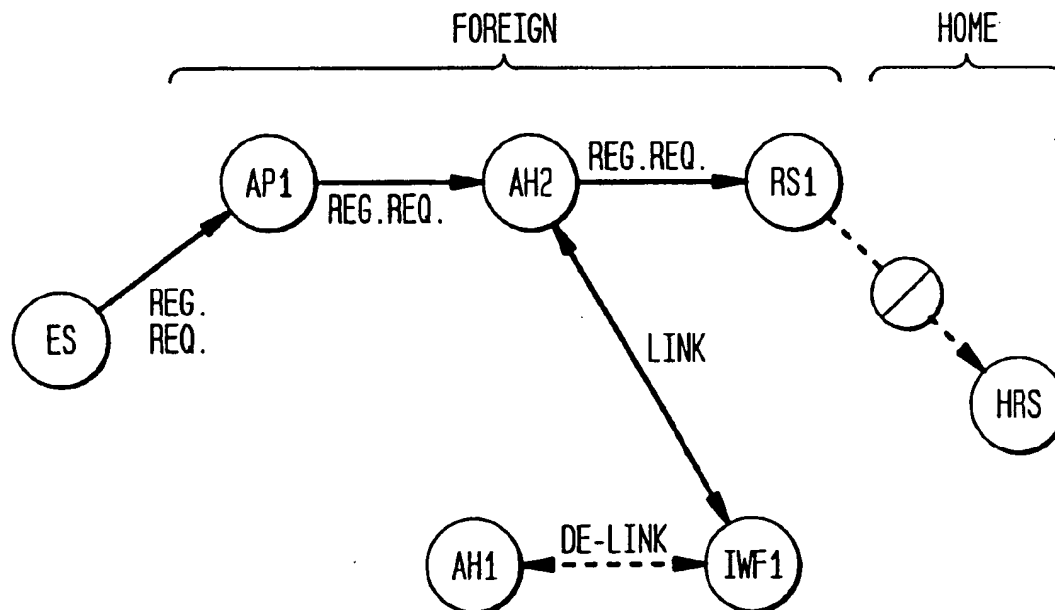 FOREIGN
HOME
AP1
REG.REQ.
AH2
REG.REQ.
RS1
ES
REG.
REQ.
LINK
HRS
AH1
DE-LINK
IWF1